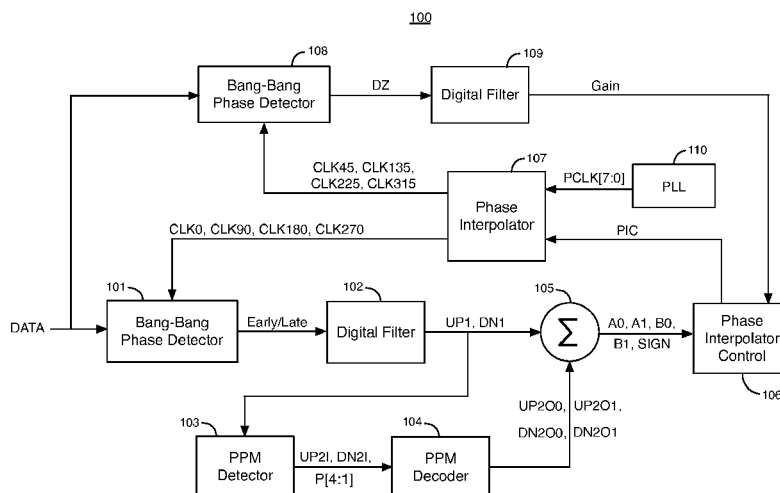 100
108
Bang-Bang
Phase Detector
DZ
109
Digital Filter
Gain
CLK45, CLK135,
CLK225, CLK315
107
Phase
Interpolator
PCLK[7:0]
110
PLL
CLK0, CLK90, CLK180, CLK270
PIC
DATA
101
Bang-Bang
Phase Detector
Early/Late
102
Digital Filter
UP1, DN1
105
Σ
A0, A1, B0,
B1, SIGN
Phase
Interpolator
Control
106
UP2O0, UP2O1,
DN2O0, DN2O1
103
PPM
Detector
UP2I, DN2I,
P[4:1]
104
PPM
Decoder